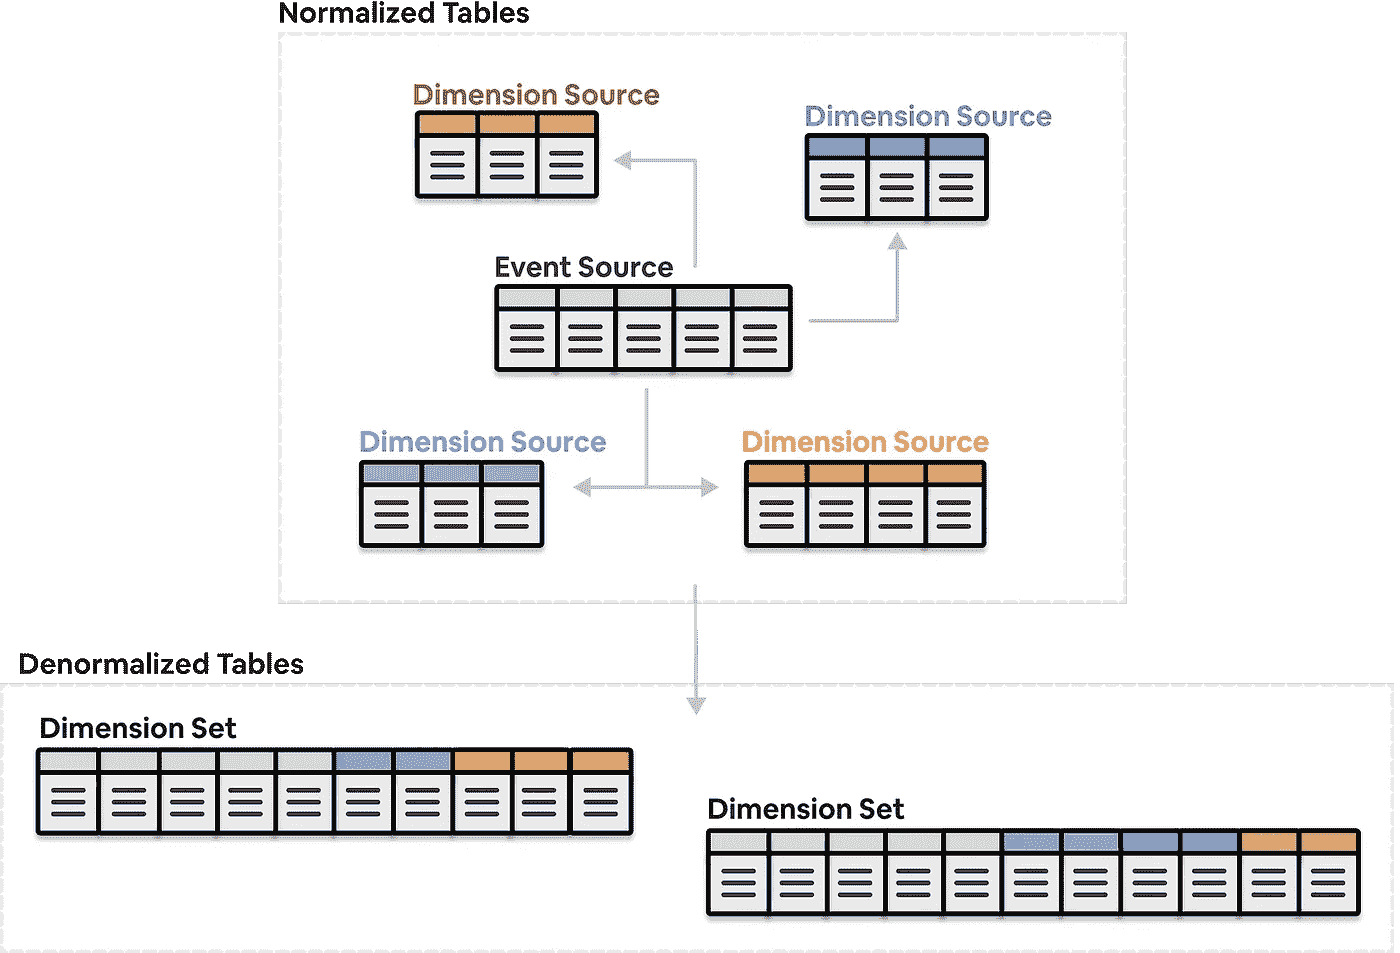 Normalized Tables
Dimension Source
Dimension Source
Event Source
Dimension Source
Dimension Source
Denormalized Tables
Dimension Set
Dimension Set